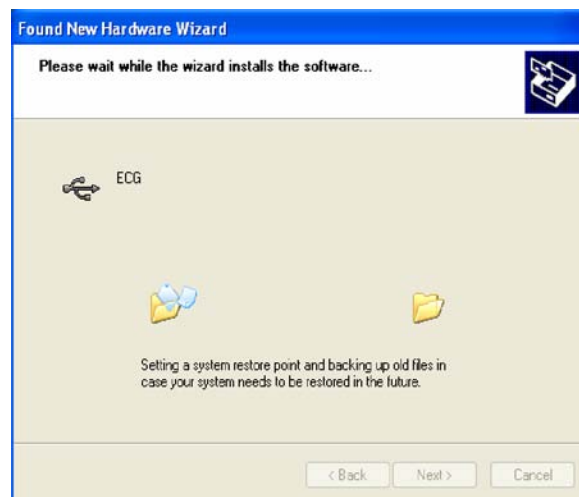 Found New Hardware Wizard
Please wait while the wizard installs the software...
ECG
Setting a system restore point and backing up old files in
case your system needs to be restored in the future.
< Back
Next >
Cancel